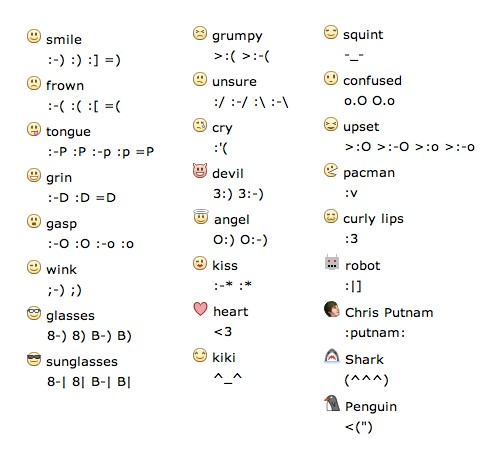 smile
:-) :) :] =)
frown
:-( :( :[ =(
tongue
:-P :P :-p :p =P
grin
:-D :D =D
gasp
:-O :O :-o :o
wink
;-) ;)
glasses
8-) 8) B-) B)
sunglasses
8-| 8| B-| B|
grumpy
>:( >:-(
unsure
:/ :-/ :\ :-\
cry
:'(
devil
3:) 3:-)
angel
O:) O:-)
kiss
:-* :*
heart
<3
kiki
^_^
squint
-_-
confused
o.O O.o
upset
>:O >:-O >:o >:-o
pacman
:v
curly lips
:3
robot
:|]
Chris Putnam
:putnam:
Shark
(^^^)
Penguin
<(")